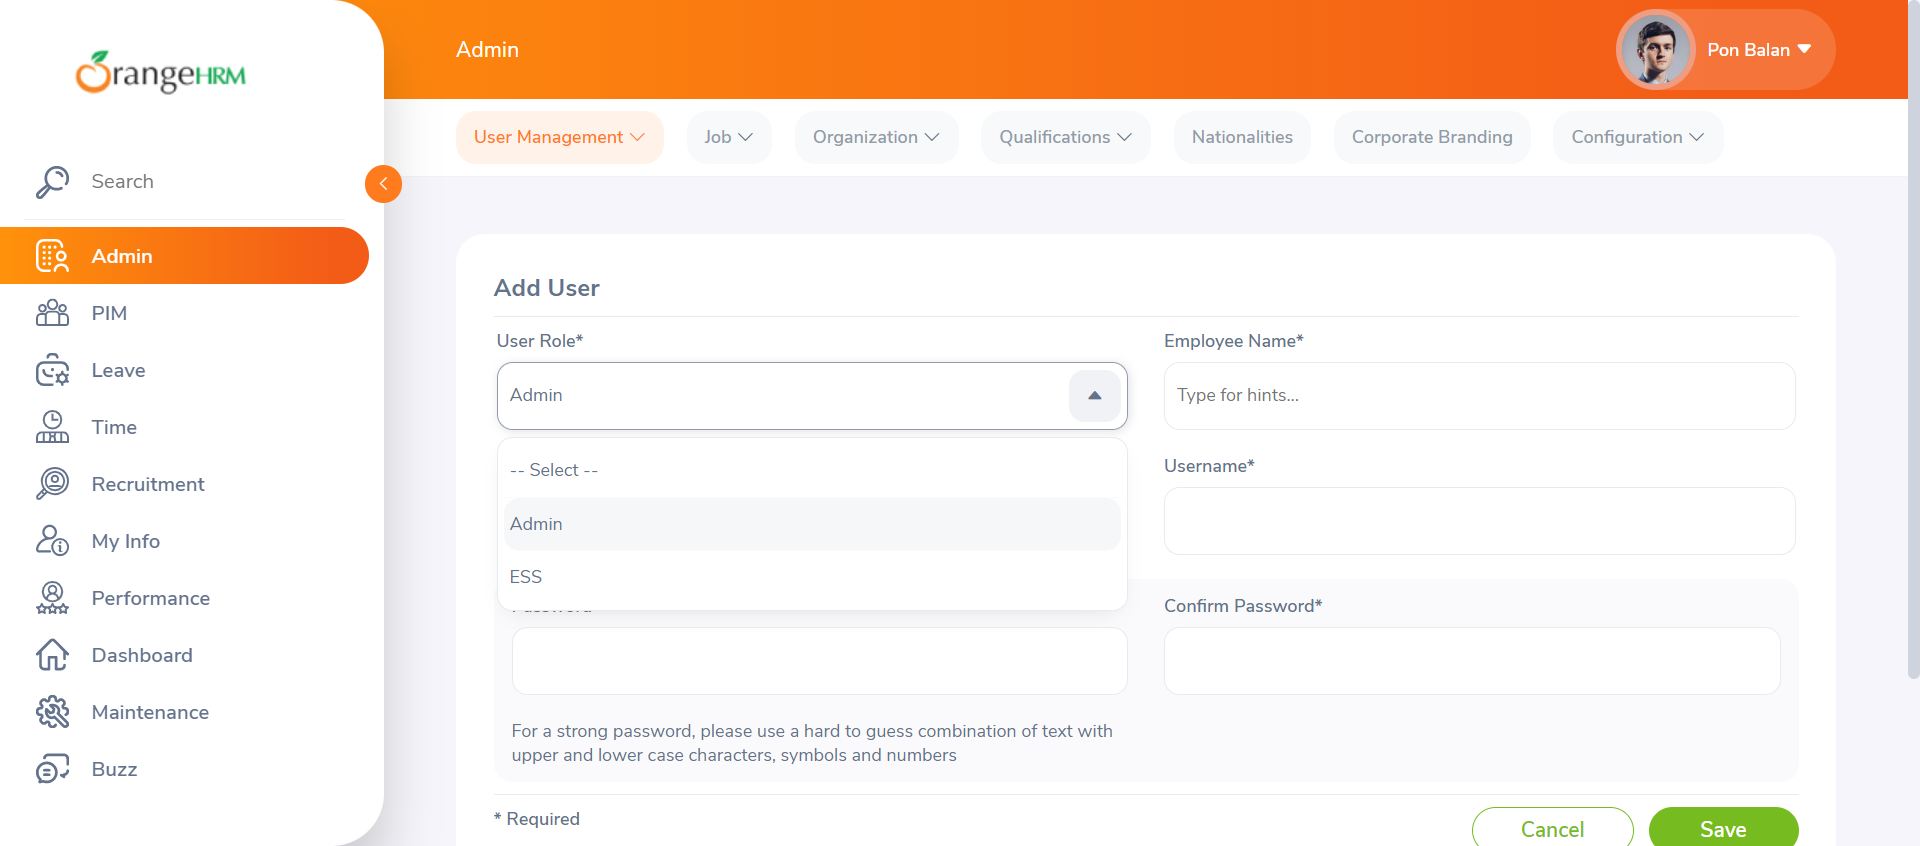 OrangeHRM
Admin
Pon Balan
User Management
Job
Organization
Qualifications
Nationalities
Corporate Branding
Configuration
Search
Admin
PIM
Leave
Time
Recruitment
My Info
Performance
Dashboard
Maintenance
Buzz
Add User
User Role*
Admin
-- Select --
Admin
ESS
Employee Name*
Type for hints...
Username*
Confirm Password*
For a strong password, please use a hard to guess combination of text with
upper and lower case characters, symbols and numbers
* Required
Cancel
Save